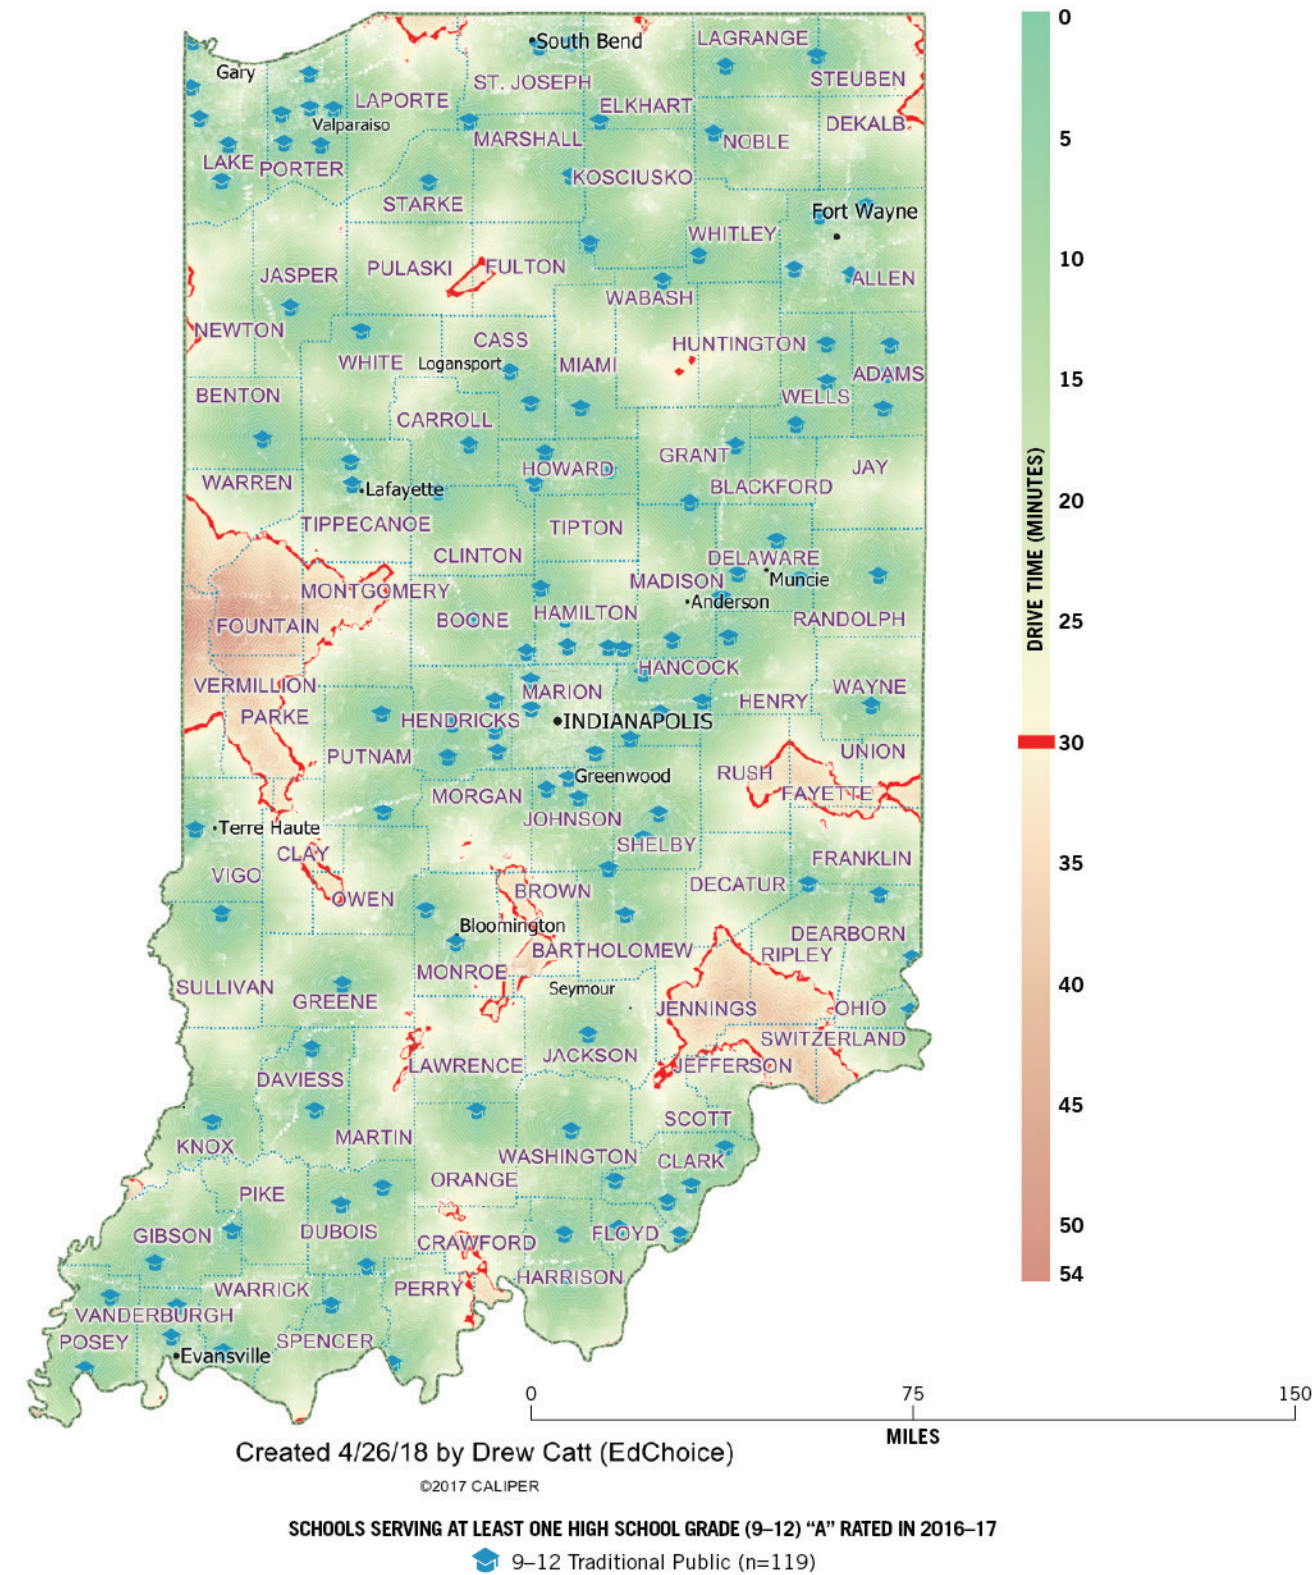 South Bend
LAGRANGE
Gary
STEUBEN
ST. JOSEPH
LAPORTE
ELKHART
Valparaiso
DEKALB
MARSHALL
NOBLE
LAKE
PORTER
KOSCIUSKO
STARKE
Fort Wayne
WHITLEY
PULASKI
FULTON
JASPER
ALLEN
WABASH
NEWTON
CASS
HUNTINGTON
WHITE
Logansport
MIAMI
ADAMS
BENTON
WELLS
CARROLL
GRANT
HOWARD
JAY
WARREN
Lafayette
BLACKFORD
TIPPECANOE
TIPTON
CLINTON
DELAWARE
MADISON
Muncie
MONTGOMERY
Anderson
HAMILTON
BOONE
RANDOLPH
FOUNTAIN
HANCOCK
VERMILLION
MARION
WAYNE
HENRY
PARKE
HENDRICKS
INDIANAPOLIS
PUTNAM
UNION
RUSH
Greenwood
FAYETTE
MORGAN
JOHNSON
Terre Haute
SHELBY
CLAY
FRANKLIN
VIGO
DECATUR
BROWN
OWEN
Bloomington
DEARBORN
BARTHOLOMEW
RIPLEY
MONROE
SULLIVAN
Seymour
GREENE
JENNINGS
OHIO
SWITZERLAND
JACKSON
LAWRENCE
JEFFERSON
DAVIESS
SCOTT
MARTIN
KNOX
WASHINGTON
CLARK
ORANGE
PIKE
DUBOIS
FLOYD
GIBSON
CRAWFORD
HARRISON
WARRICK
PERRY
VANDERBURGH
POSEY
SPENCER
Evansville
0
5
10
15
20
25
30
35
40
45
50
54
DRIVE TIME (MINUTES)
0 75 150
MILES
Created 4/26/18 by Drew Catt (EdChoice)
©2017 CALIPER
SCHOOLS SERVING AT LEAST ONE HIGH SCHOOL GRADE (9–12) “A” RATED IN 2016–17
9–12 Traditional Public (n=119)